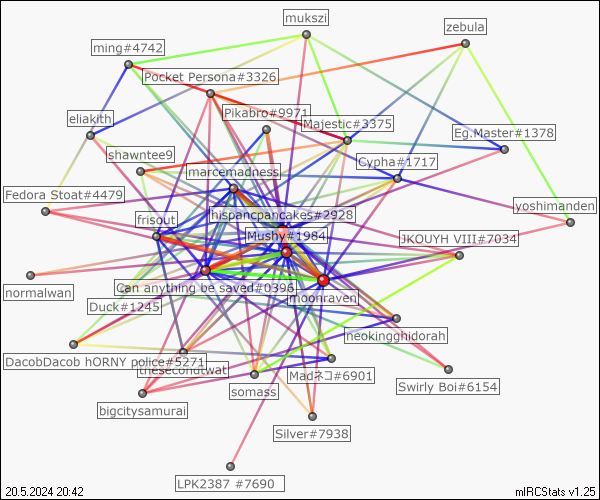 mukszi
zebula
ming#4742
Pocket Persona#3326
Pikabro#9971
Majestic#3375
eliakith
Eg.Master#1378
shawntee9
Cypha#1717
marcemadness
Fedora Stoat#4479
yoshimanden
hispancpancakes#2928
frisout
Mushy#1984
JKOUYH VIII#7034
normalwan
Can anything be saved#0396
moonraven
Duck#1245
neokingghidorah
DacobDacob hORNY police#5271
theseconutwat
Madネコ#6901
Swirly Boi#6154
somass
bigcitysamurai
Silver#7938
LPK2387 #7690
20.5.2024 20:42
mIRCStats v1.25